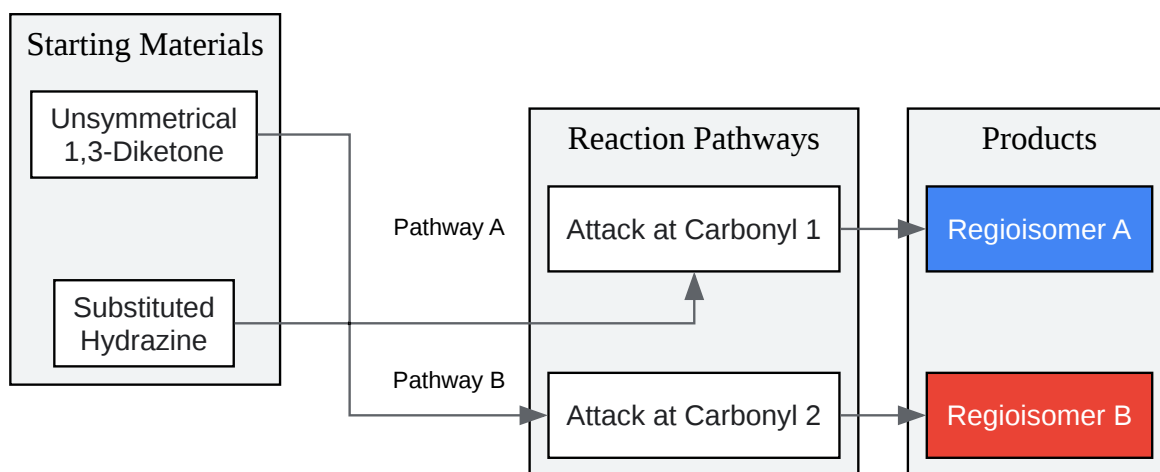 Starting Materials
Unsymmetrical
1,3-Diketone
Substituted
Hydrazine
Pathway A
Pathway B
Reaction Pathways
Attack at Carbonyl 1
Attack at Carbonyl 2
Products
Regioisomer A
Regioisomer B